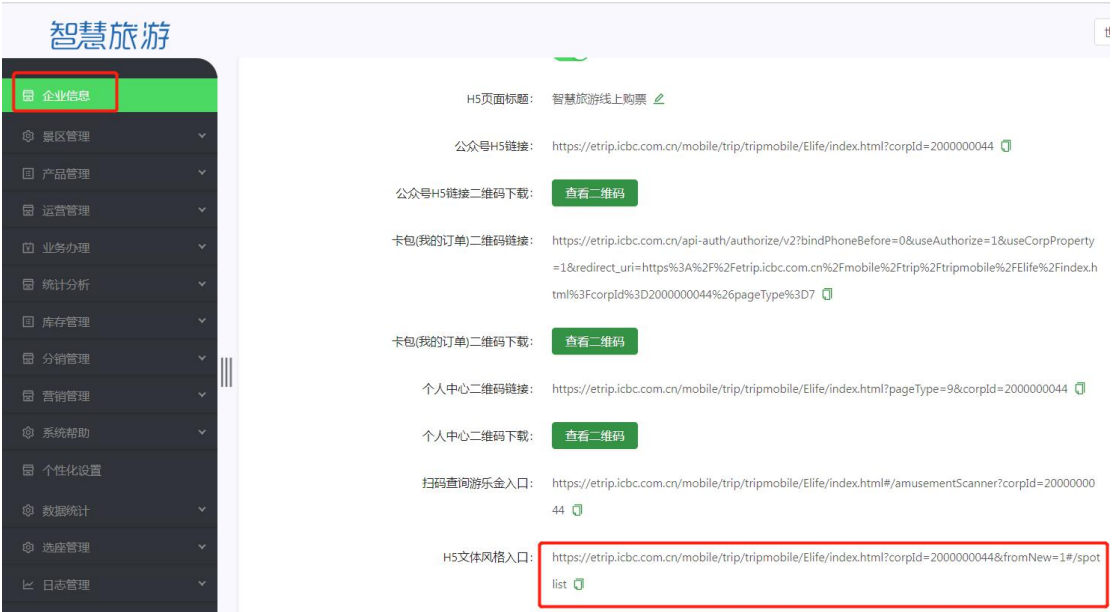 智慧旅游
企业信息
景区管理
产品管理
运营管理
业务办理
统计分析
库存管理
分销管理
营销管理
系统帮助
个性化设置
数据统计
选座管理
日志管理
H5页面标题: 智慧旅游线上购票
公众号H5链接: https://etrip.icbc.com.cn/mobile/trip/tripmobile/Elife/index.html?corpId=2000000044
公众号H5链接二维码下载: 查看二维码
卡包(我的订单)二维码链接: https://etrip.icbc.com.cn/api-auth/authorize/v2?bindPhoneBefore=0&useAuthorize=1&useCorpProperty
=1&redirect_uri=https%3A%2F%2Fetrip.icbc.com.cn%2Fmobile%2Ftrip%2Ftripmobile%2FElife%2Findex.h
tml%3FcorpId%3D2000000044%26pageType%3D7
卡包(我的订单)二维码下载: 查看二维码
个人中心二维码链接: https://etrip.icbc.com.cn/mobile/trip/tripmobile/Elife/index.html?pageType=9&corpId=2000000044
个人中心二维码下载: 查看二维码
扫码查询游乐金入口: https://etrip.icbc.com.cn/mobile/trip/tripmobile/Elife/index.html#/amusementScanner?corpId=20000000
44
H5文体风格入口: https://etrip.icbc.com.cn/mobile/trip/tripmobile/Elife/index.html?corpId=2000000044&fromNew=1#/spot
list